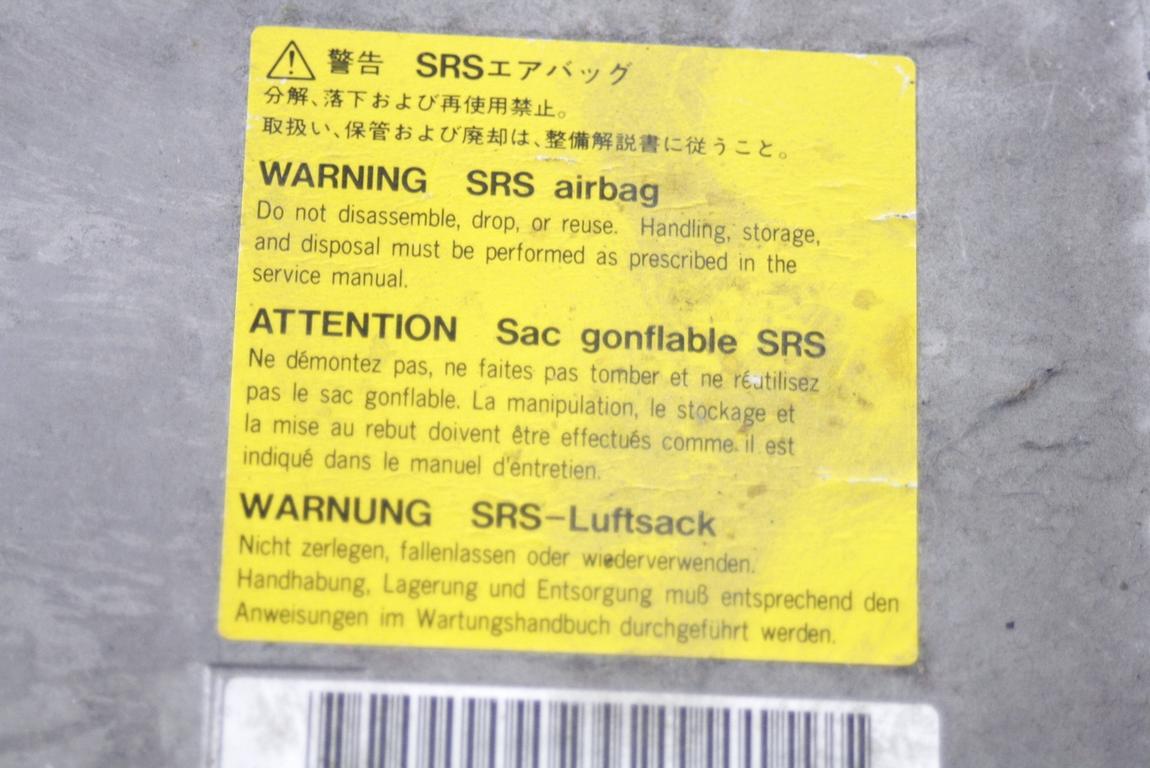 警告 SRSエアバッグ
分解、落下および再使用禁止。
取扱い、保管および廃却は、整備解説書に従うこと。
WARNING SRS airbag
Do not disassemble, drop, or reuse. Handling, storage,
and disposal must be performed as prescribed in the
service manual.
ATTENTION Sac gonflable SRS
Ne démontez pas, ne faites pas tomber et ne réutilisez
pas le sac gonflable. La manipulation, le stockage et
la mise au rebut doivent être effectués comme il est
indiqué dans le manuel d'entretien.
WARNUNG SRS-Luftsack
Nicht zerlegen, fallenlassen oder wiederverwenden.
Handhabung, Lagerung und Entsorgung muß entsprechend den
Anweisungen im Wartungshandbuch durchgeführt werden.